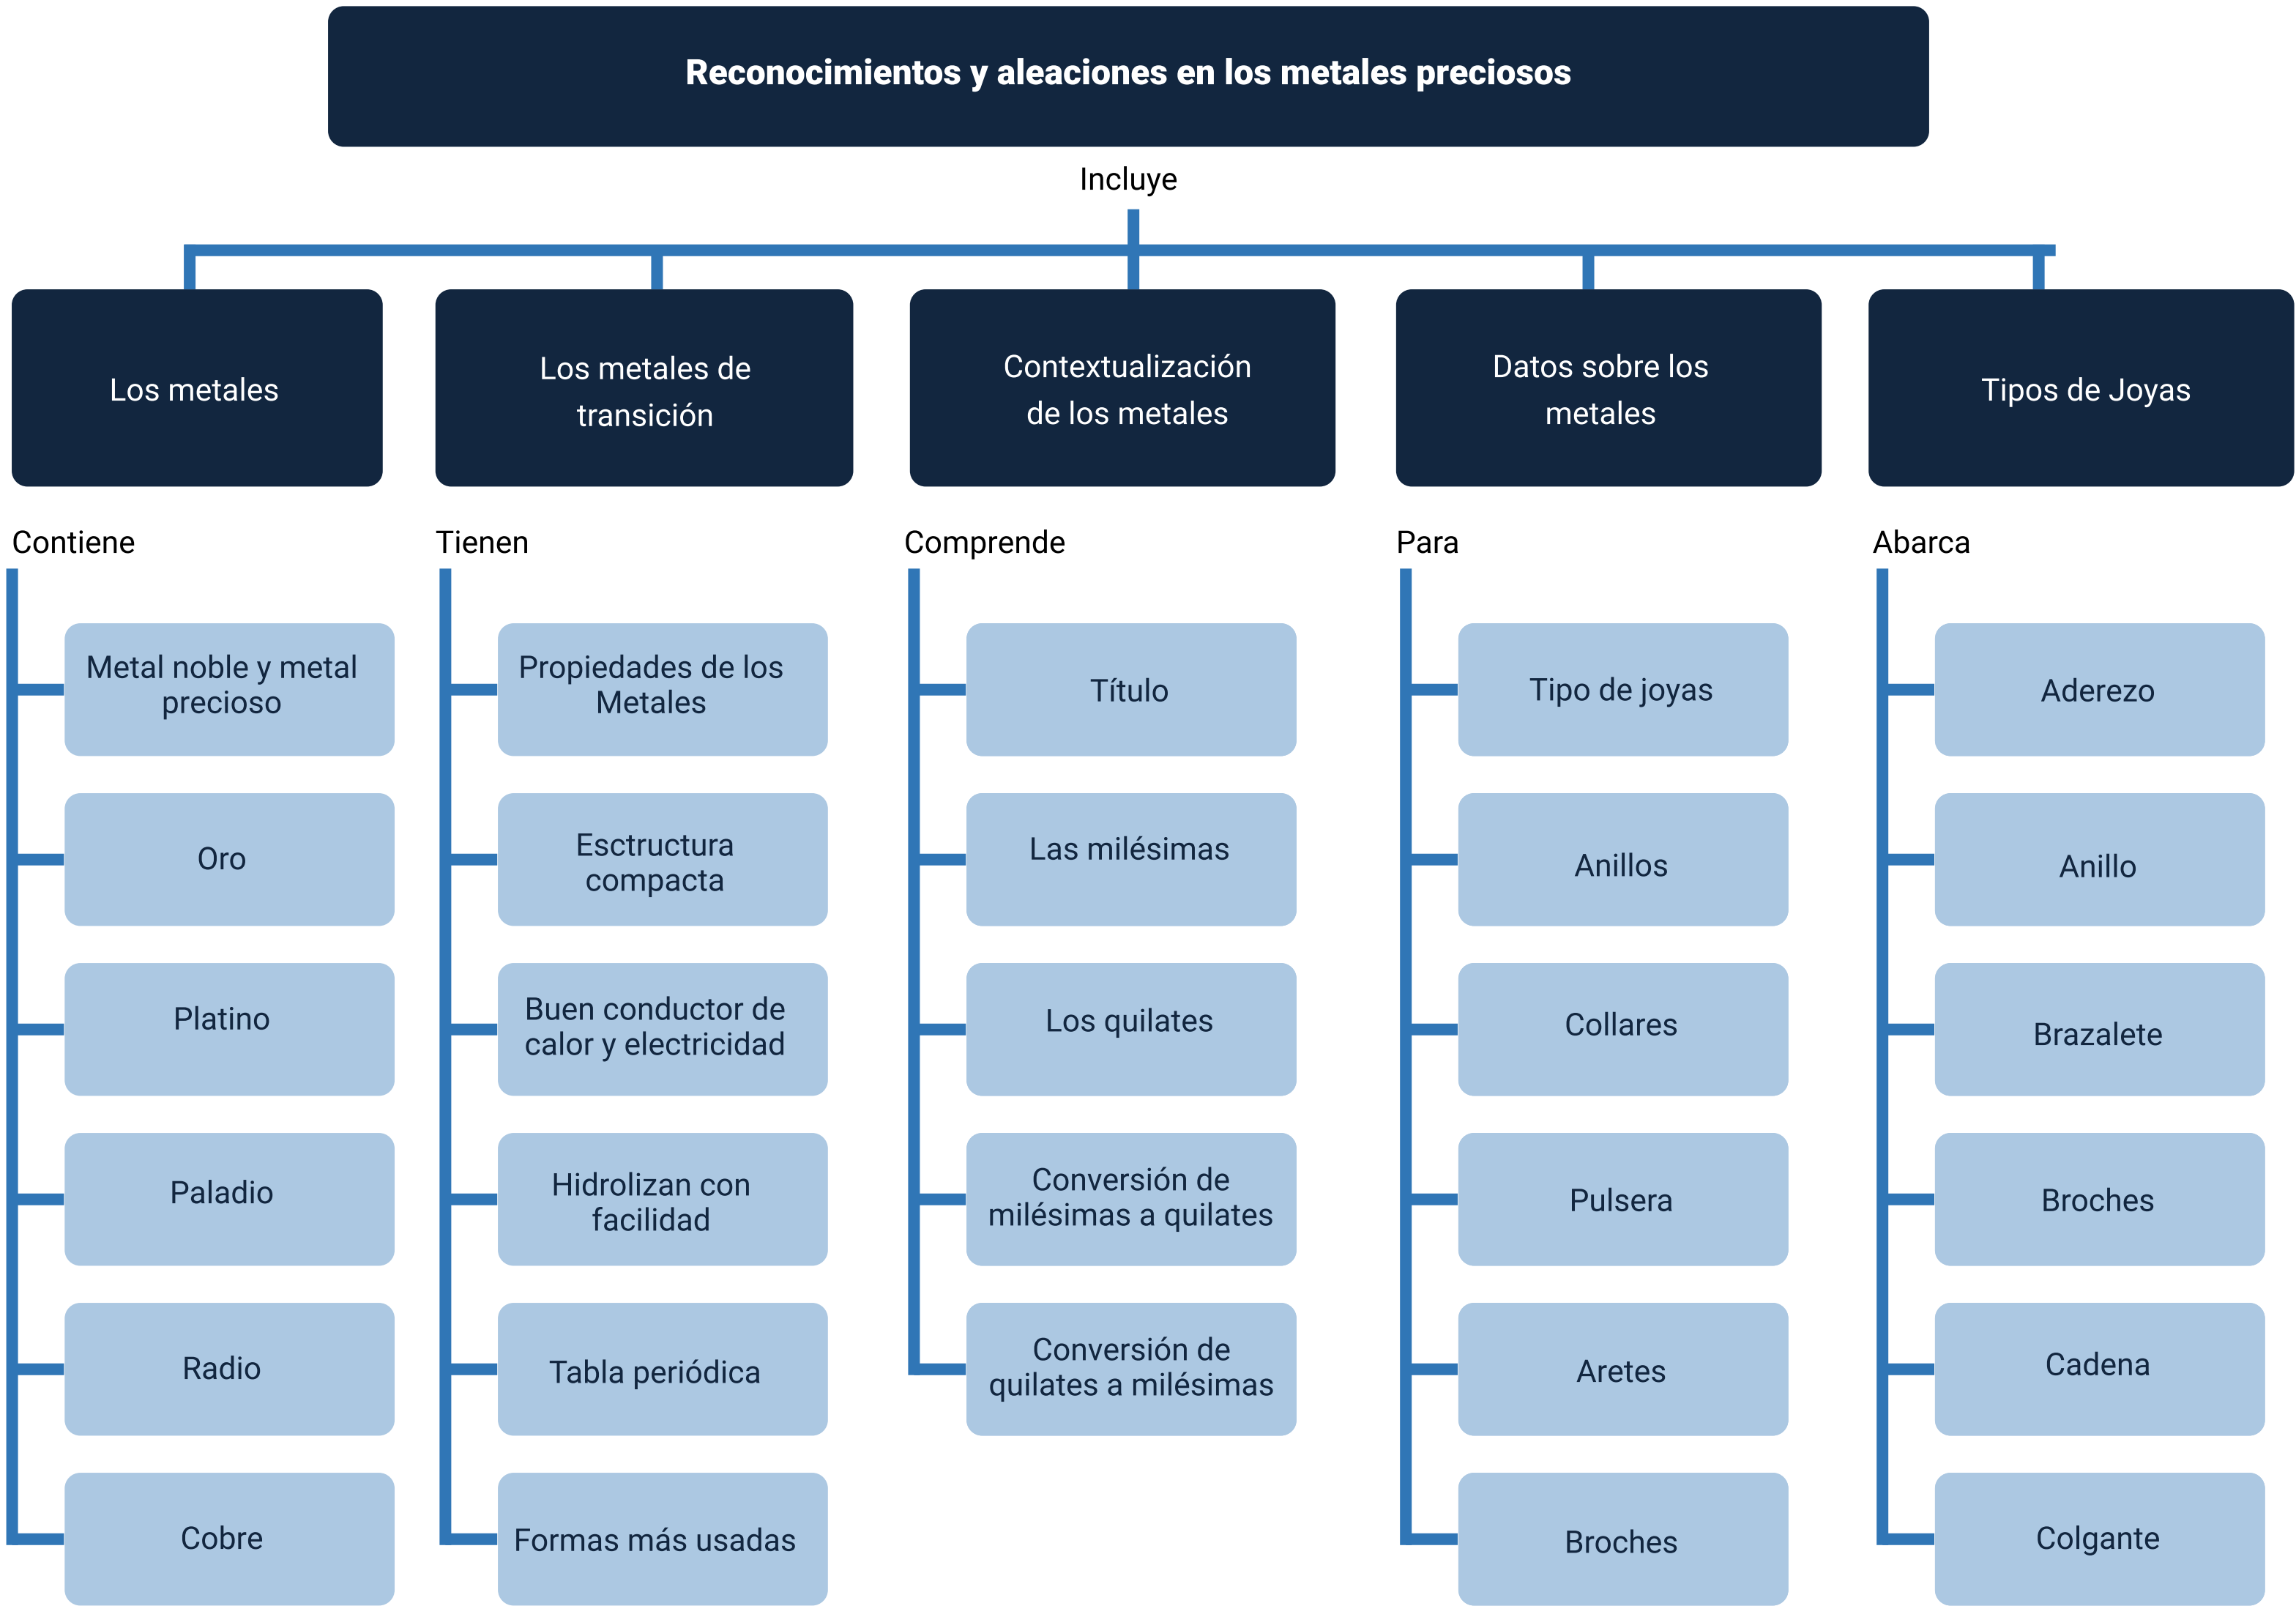 Reconocimientos y aleaciones en los metales preciosos
Incluye
Los metales
Los metales de
transición
Contextualización
de los metales
Datos sobre los
metales
Tipos de Joyas
Contiene
Metal noble y metal
precioso
Oro
Platino
Paladio
Radio
Cobre
Tienen
Propiedades de los
Metales
Esctructura
compacta
Buen conductor de
calor y electricidad
Hidrolizan con
facilidad
Tabla periódica
Formas más usadas
Comprende
Título
Las milésimas
Los quilates
Conversión de
milésimas a quilates
Conversión de
quilates a milésimas
Para
Tipo de joyas
Anillos
Collares
Pulsera
Aretes
Broches
Abarca
Aderezo
Anillo
Brazalete
Broches
Cadena
Colgante